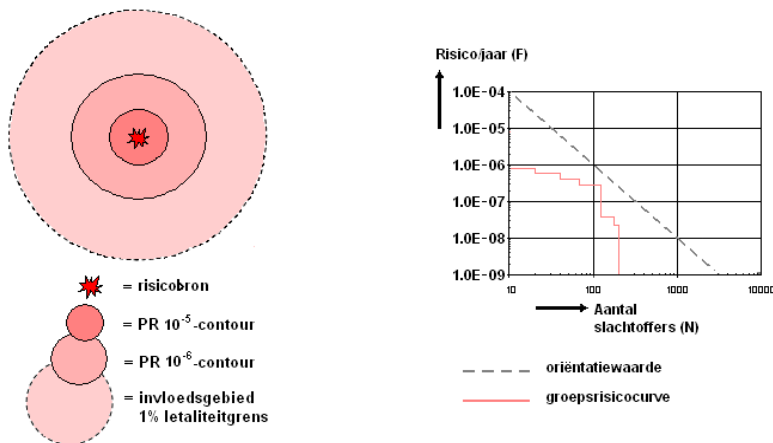 = risicobron
= PR 10⁻⁵-contour
= PR 10⁻⁶-contour
= invloedsgebied
1% letaliteitgrens
Risico/jaar (F)
1.0E-04
1.0E-05
1.0E-06
1.0E-07
1.0E-08
1.0E-09
10 100 1000 10000
Aantal
slachtoffers (N)
oriëntatiewaarde
groepsrisicocurve